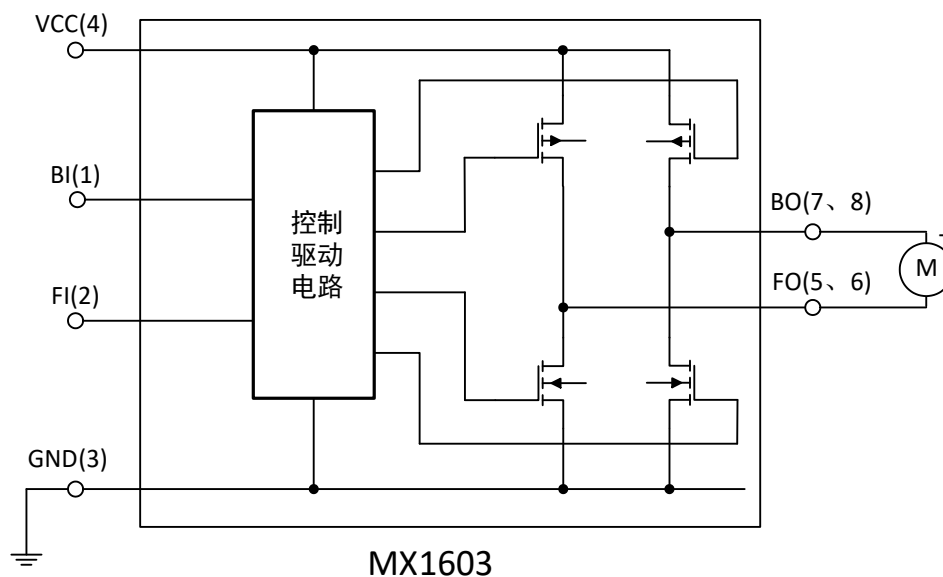 VCC(4)
BI(1)
控制
驱动
电路
BO(7、8)
M
FI(2)
FO(5、6)
GND(3)
MX1603